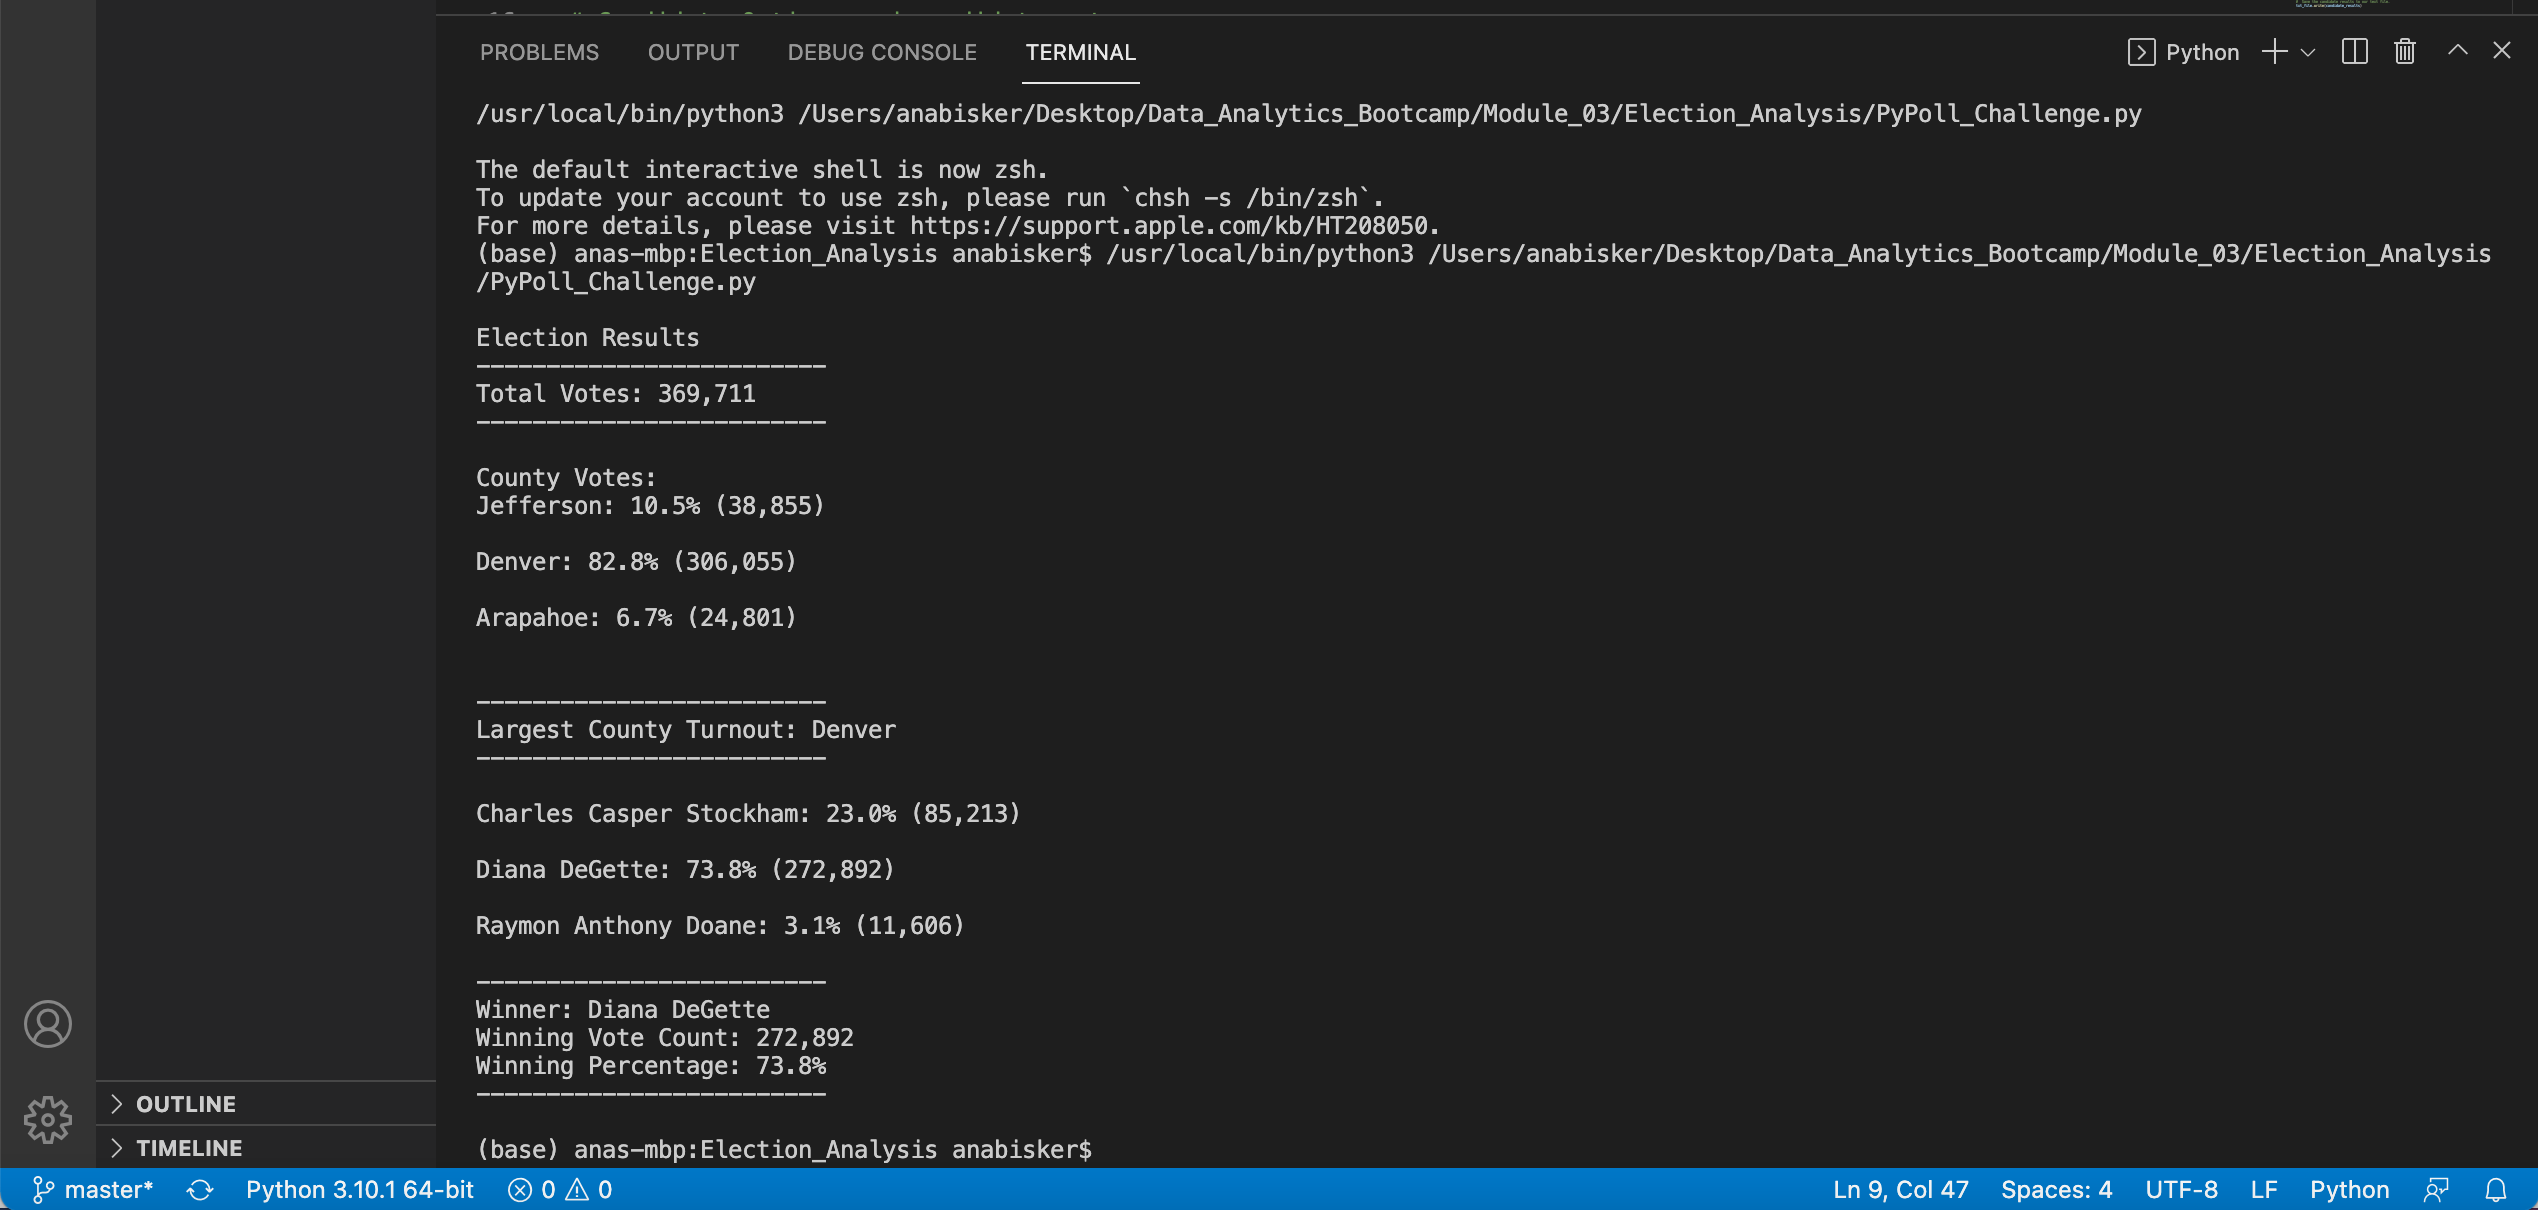 PROBLEMS OUTPUT DEBUG CONSOLE TERMINAL Python
/usr/local/bin/python3 /Users/anabisker/Desktop/Data_Analytics_Bootcamp/Module_03/Election_Analysis/PyPoll_Challenge.py
The default interactive shell is now zsh.
To update your account to use zsh, please run `chsh -s /bin/zsh`.
For more details, please visit https://support.apple.com/kb/HT208050.
(base) anas-mbp:Election_Analysis anabisker$ /usr/local/bin/python3 /Users/anabisker/Desktop/Data_Analytics_Bootcamp/Module_03/Election_Analysis
/PyPoll_Challenge.py
Election Results
-------------------------
Total Votes: 369,711
-------------------------
County Votes:
Jefferson: 10.5% (38,855)
Denver: 82.8% (306,055)
Arapahoe: 6.7% (24,801)
-------------------------
Largest County Turnout: Denver
-------------------------
Charles Casper Stockham: 23.0% (85,213)
Diana DeGette: 73.8% (272,892)
Raymon Anthony Doane: 3.1% (11,606)
-------------------------
Winner: Diana DeGette
Winning Vote Count: 272,892
Winning Percentage: 73.8%
-------------------------
(base) anas-mbp:Election_Analysis anabisker$
OUTLINE
TIMELINE
master* Python 3.10.1 64-bit 0 0 Ln 9, Col 47 Spaces: 4 UTF-8 LF Python